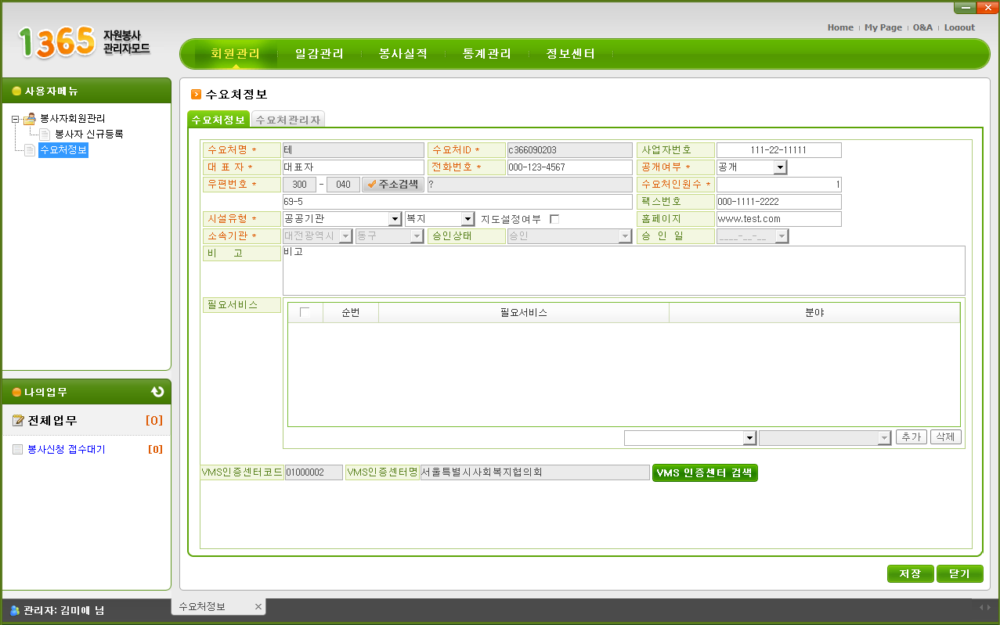 Home My Page Q&A Logout
1365 자원봉사 관리자모드
회원관리 일감관리 봉사실적 통계관리 정보센터
사용자메뉴
봉사자회원관리
봉사자 신규등록
수요처정보
나의업무
전체업무 [0]
봉사신청 접수대기 [0]
수요처정보
수요처정보 수요처관리자
수요처명 * 테 수요처ID * c366090203 사업자번호 111-22-11111
대 표 자 * 대표자 전화번호 * 000-123-4567 공개여부 * 공개
우편번호 * 300 - 040 주소검색 ? 수요처인원수 * 1
69-5 팩스번호 000-1111-2222
시설유형 * 공공기관 복지 지도설정여부 홈페이지 www.test.com
소속기관 * 대전광역시 동구 승인상태 승인 승 인 일 ____-__-__
비 고 비고
필요서비스 순번 필요서비스 분야
추가 삭제
VMS인증센터코드 01000002 VMS인증센터명 서울특별시사회복지협의회 VMS 인증센터 검색
저장 닫기
관리자: 김미애 님 수요처정보